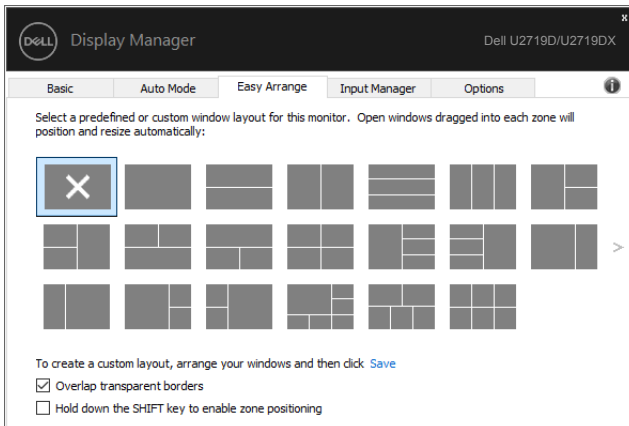 x
DELL Display Manager Dell U2719D/U2719DX
Basic Auto Mode Easy Arrange Input Manager Options i
Select a predefined or custom window layout for this monitor. Open windows dragged into each zone will
position and resize automatically:
>
To create a custom layout, arrange your windows and then click Save
Overlap transparent borders
Hold down the SHIFT key to enable zone positioning